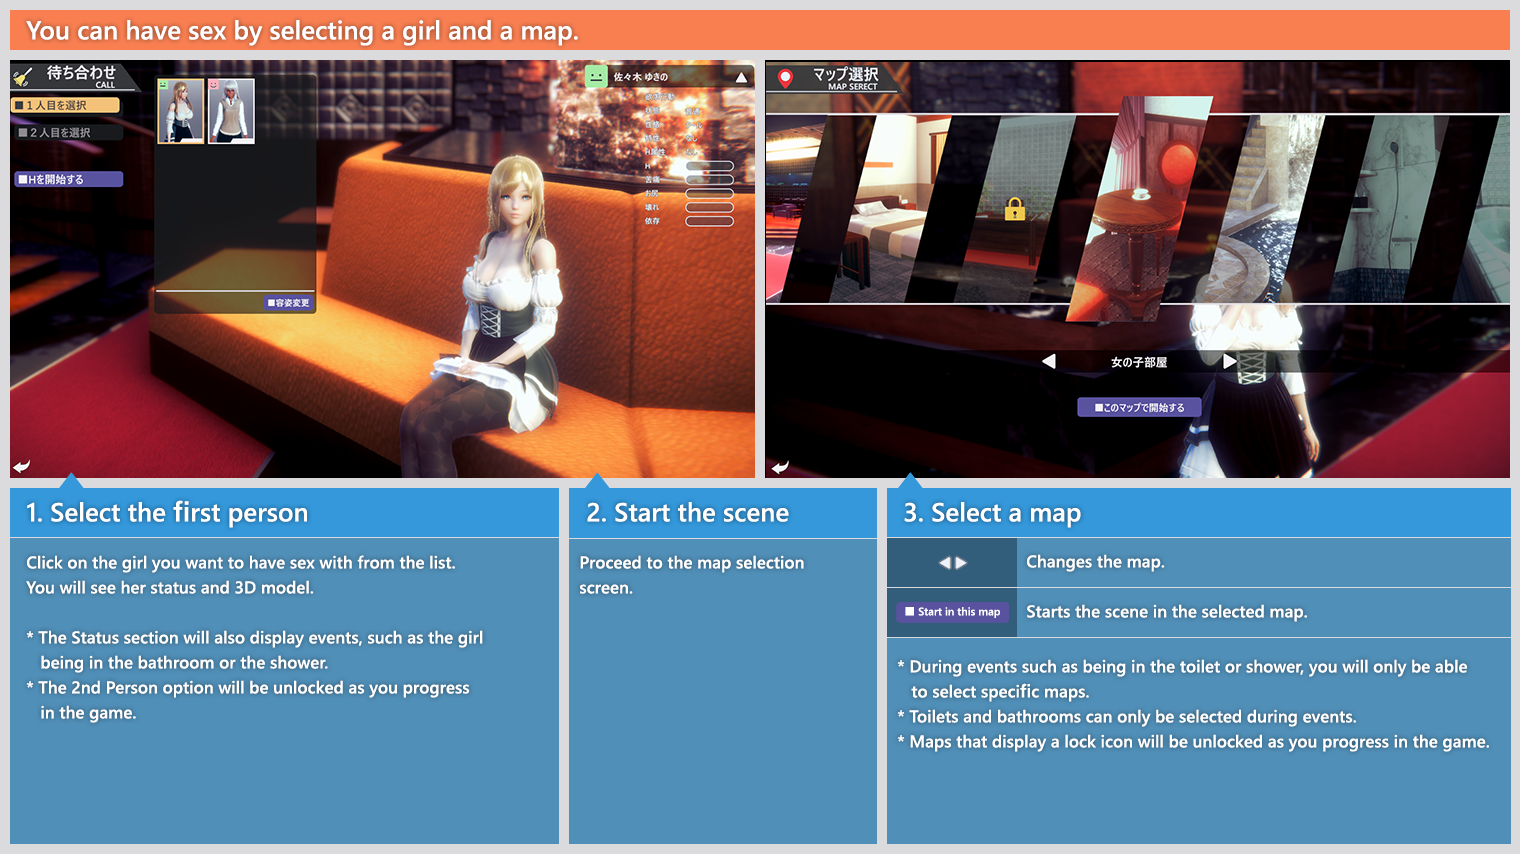 You can have sex by selecting a girl and a map.
待ち合わせ
CALL
■1人目を選択
■2人目を選択
■Hを開始する
■容姿変更
佐々木 ゆきの
H
苦痛
お尻
壊れ
依存
マップ選択
MAP SERECT
女の子部屋
■このマップで開始する
1. Select the first person
Click on the girl you want to have sex with from the list.
You will see her status and 3D model.
* The Status section will also display events, such as the girl
being in the bathroom or the shower.
* The 2nd Person option will be unlocked as you progress
in the game.
2. Start the scene
Proceed to the map selection
screen.
3. Select a map
Changes the map.
■ Start in this map
Starts the scene in the selected map.
* During events such as being in the toilet or shower, you will only be able
to select specific maps.
* Toilets and bathrooms can only be selected during events.
* Maps that display a lock icon will be unlocked as you progress in the game.